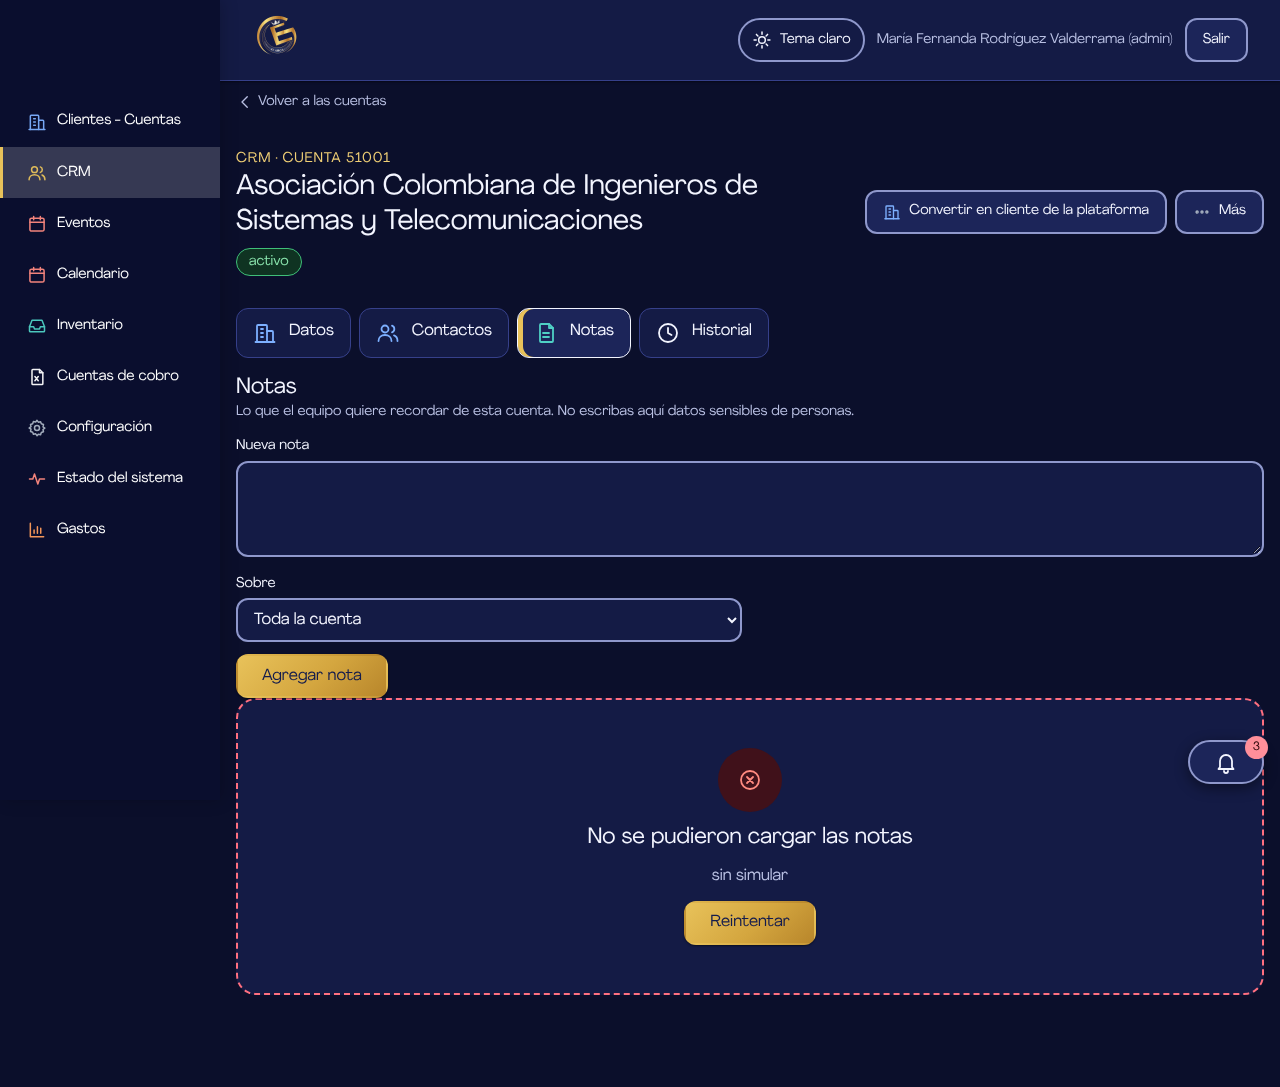 Tema claro
María Fernanda Rodríguez Valderrama (admin)
Salir
Clientes - Cuentas
CRM
Eventos
Calendario
Inventario
Cuentas de cobro
Configuración
Estado del sistema
Gastos
Volver a las cuentas
CRM · CUENTA 51001
Asociación Colombiana de Ingenieros de
Sistemas y Telecomunicaciones
activo
Convertir en cliente de la plataforma
Más
Datos
Contactos
Notas
Historial
Notas
Lo que el equipo quiere recordar de esta cuenta. No escribas aquí datos sensibles de personas.
Nueva nota
Sobre
Toda la cuenta
Agregar nota
3
No se pudieron cargar las notas
sin simular
Reintentar